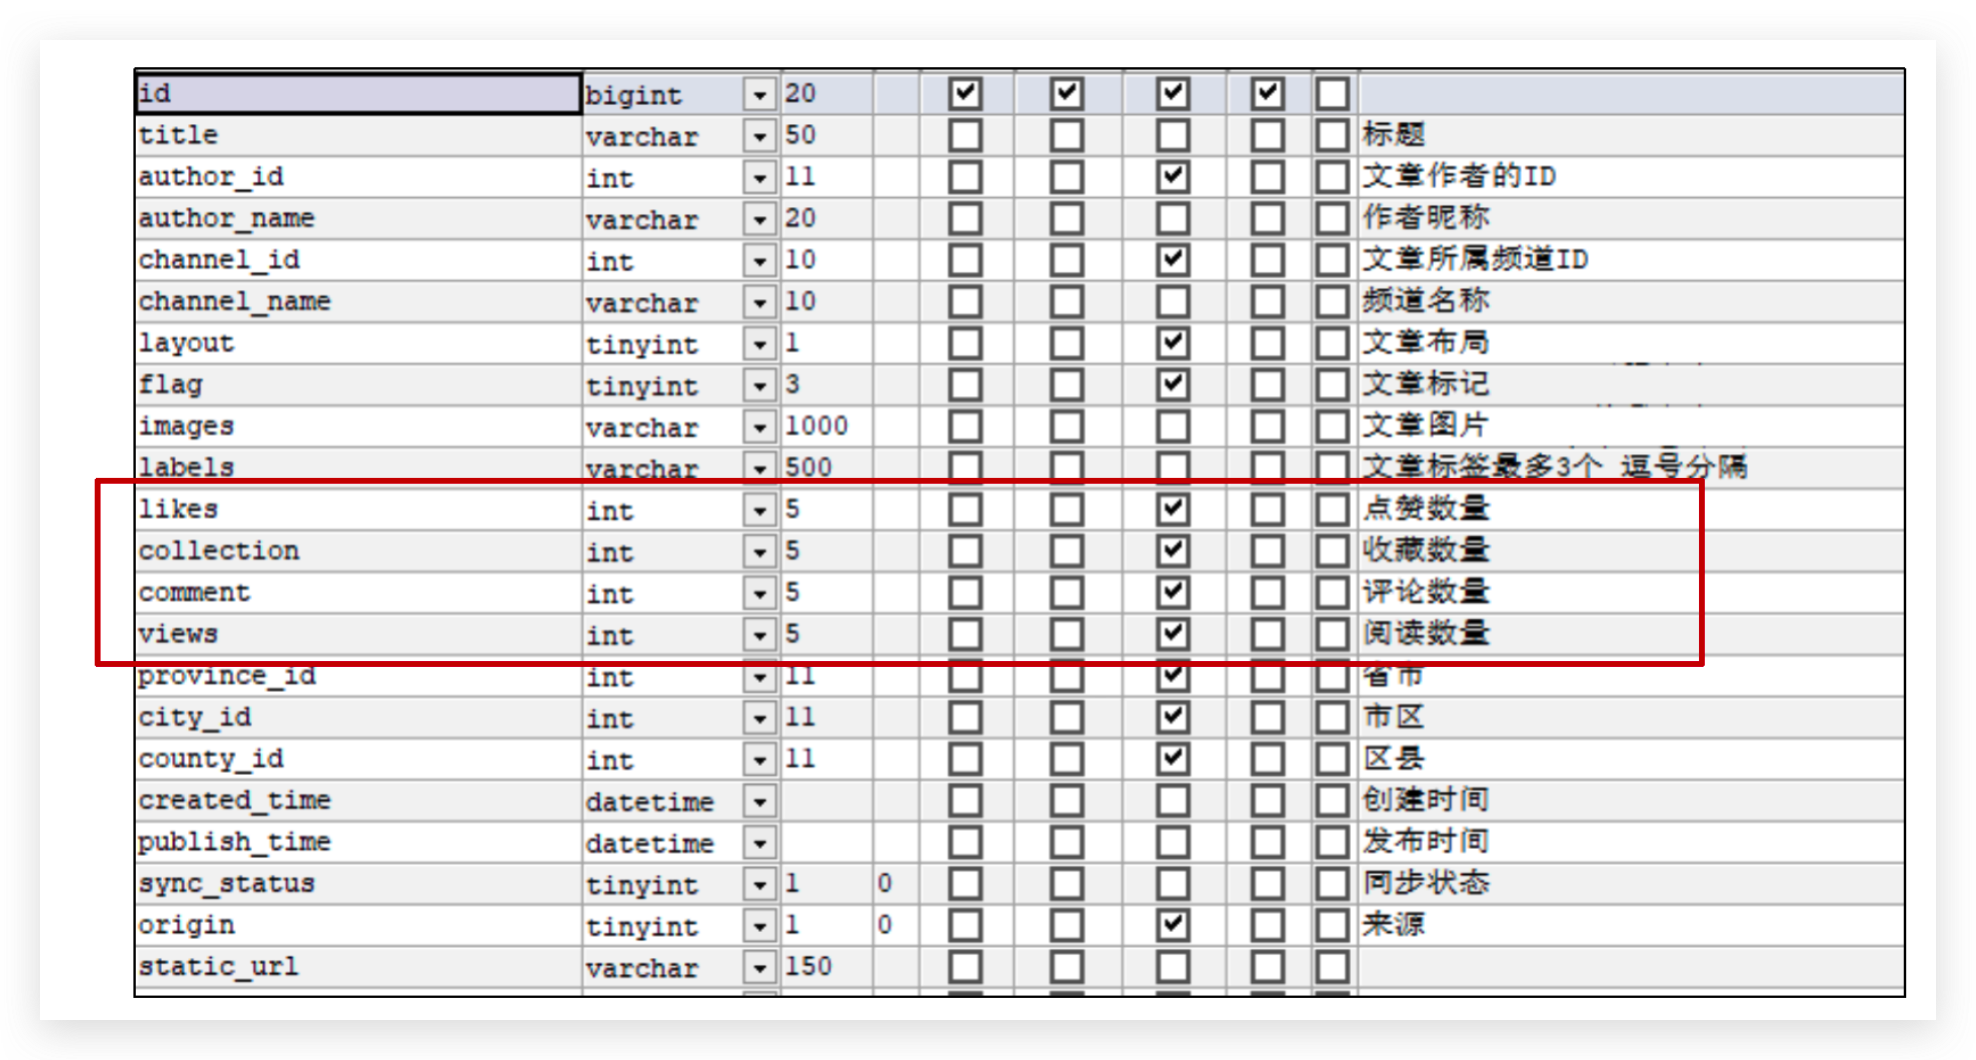 id bigint 20
title varchar 50 标题
author_id int 11 文章作者的ID
author_name varchar 20 作者昵称
channel_id int 10 文章所属频道ID
channel_name varchar 10 频道名称
layout tinyint 1 文章布局
flag tinyint 3 文章标记
images varchar 1000 文章图片
labels varchar 500 文章标签最多3个 逗号分隔
likes int 5 点赞数量
collection int 5 收藏数量
comment int 5 评论数量
views int 5 阅读数量
province_id int 11 省市
city_id int 11 市区
county_id int 11 区县
created_time datetime 创建时间
publish_time datetime 发布时间
sync_status tinyint 1 0 同步状态
origin tinyint 1 0 来源
static_url varchar 150